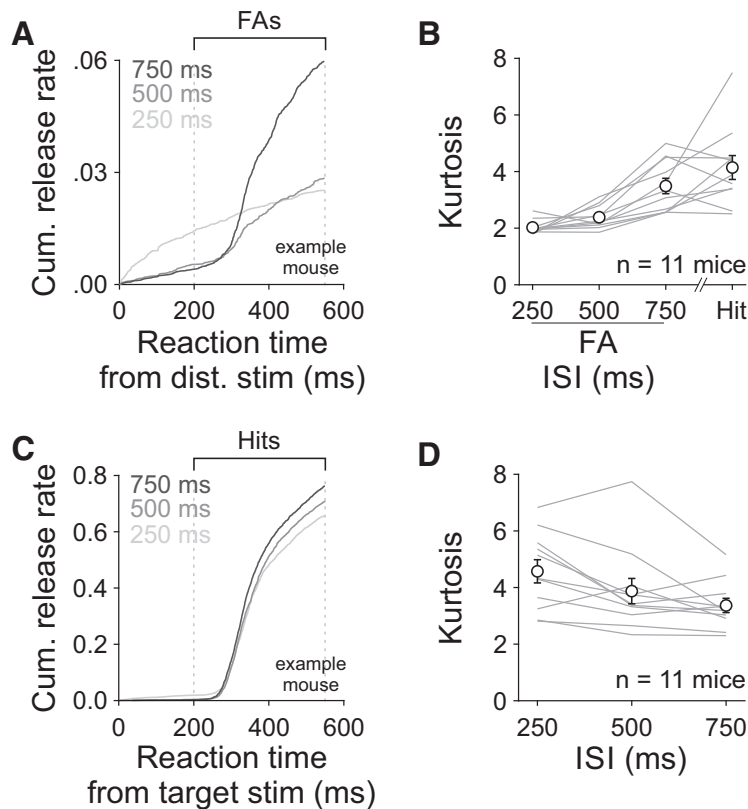 A
FAs
.06
.03
.00
Cum. release rate
750 ms
500 ms
250 ms
example
mouse
0 200 400 600
Reaction time
from dist. stim (ms)
B
8
6
4
2
0
Kurtosis
n = 11 mice
250 500 750 Hit
FA
ISI (ms)
C
Hits
0.8
0.6
0.4
0.2
0.0
Cum. release rate
750 ms
500 ms
250 ms
example
mouse
0 200 400 600
Reaction time
from target stim (ms)
D
8
6
4
2
0
Kurtosis
n = 11 mice
250 500 750
ISI (ms)